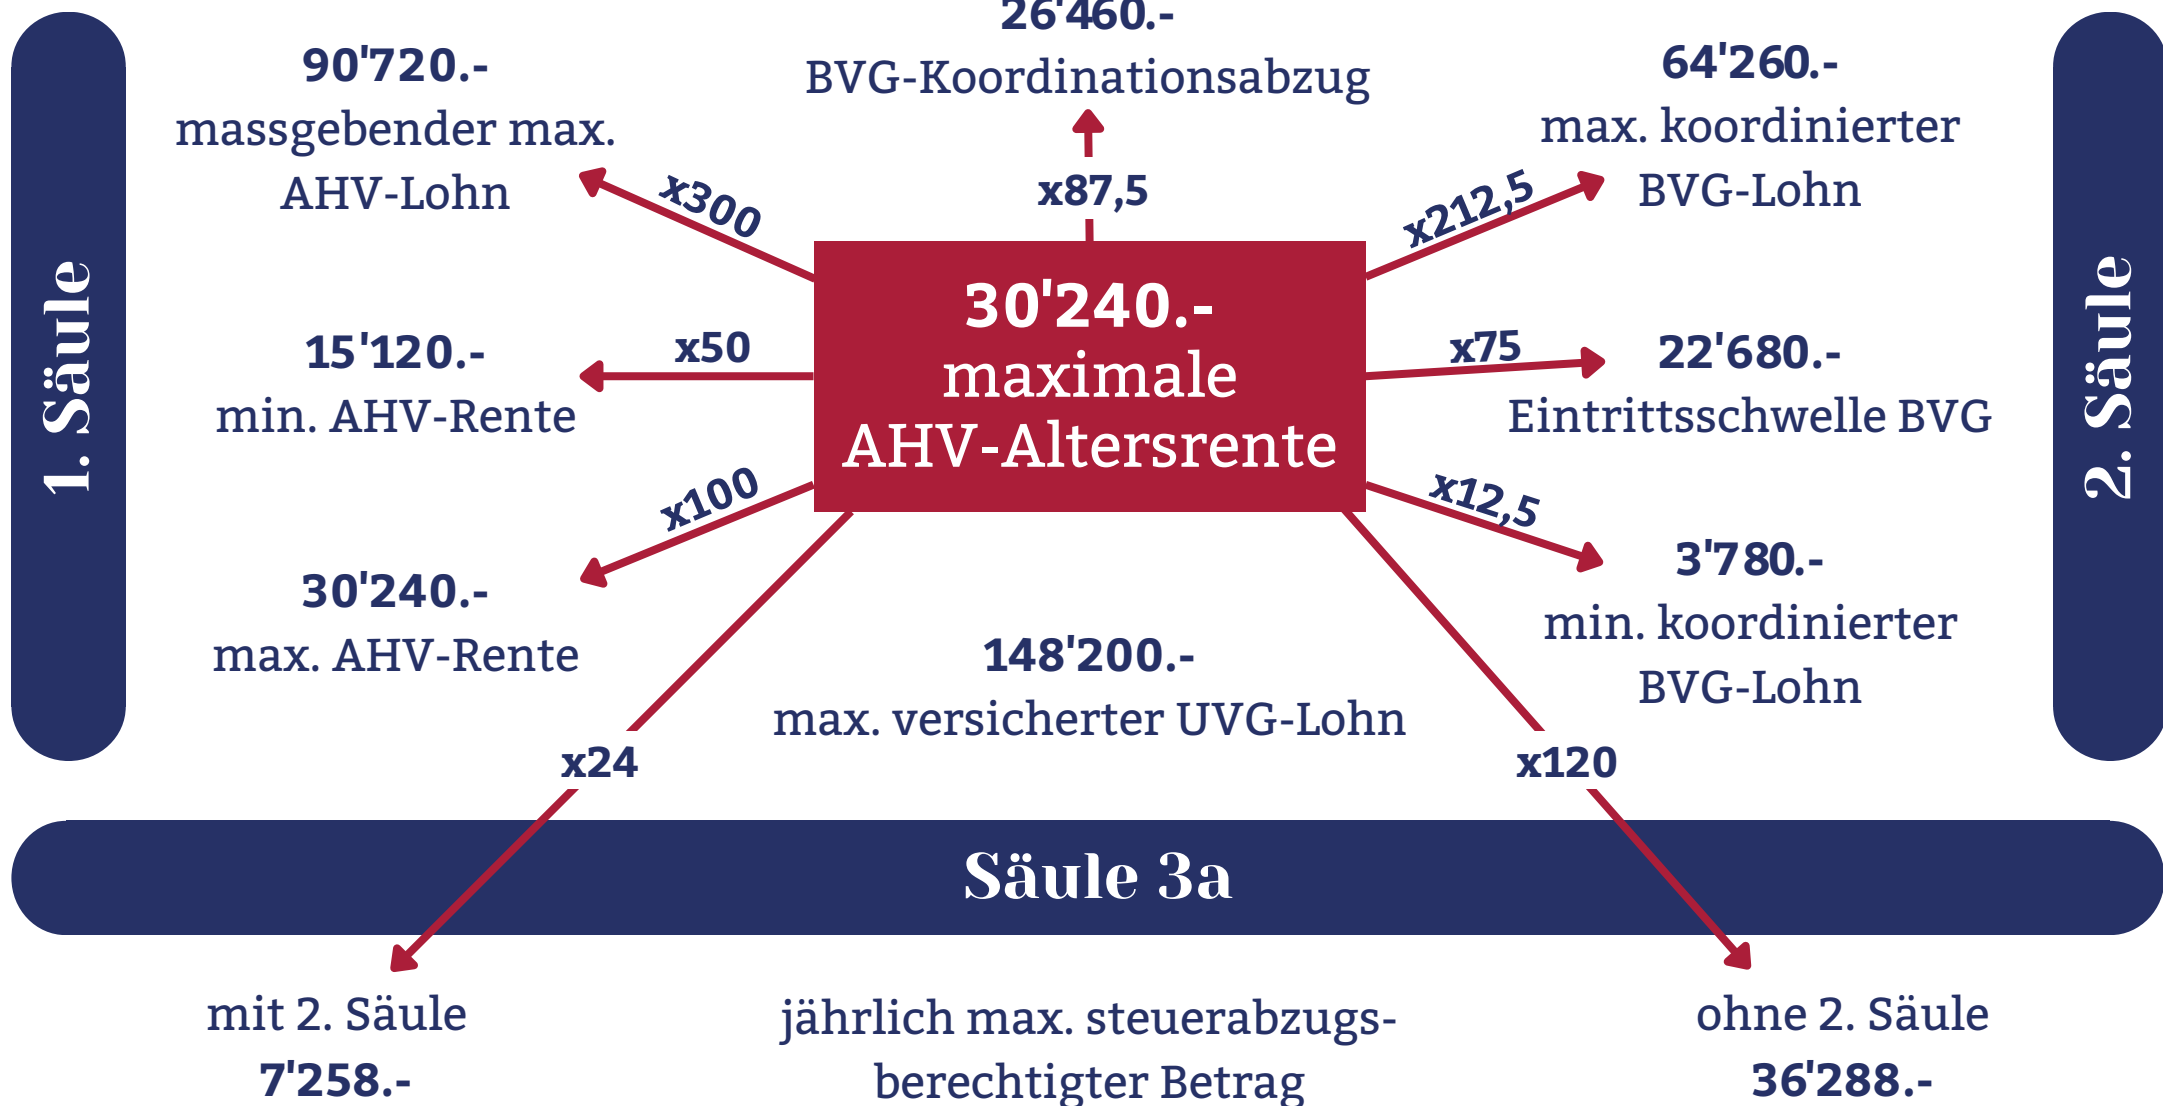 26'460.-
BVG-Koordinationsabzug
x87,5
90'720.-
massgebender max.
AHV-Lohn
x300
64'260.-
max. koordinierter
BVG-Lohn
x212,5
1. Säule
30'240.-
maximale
AHV-Altersrente
2. Säule
15'120.-
min. AHV-Rente
x50
x75
22'680.-
Eintrittsschwelle BVG
x100
30'240.-
max. AHV-Rente
x12,5
3'780.-
min. koordinierter
BVG-Lohn
148'200.-
max. versicherter UVG-Lohn
x24
x120
Säule 3a
mit 2. Säule
7'258.-
jährlich max. steuerabzugs-
berechtigter Betrag
ohne 2. Säule
36'288.-